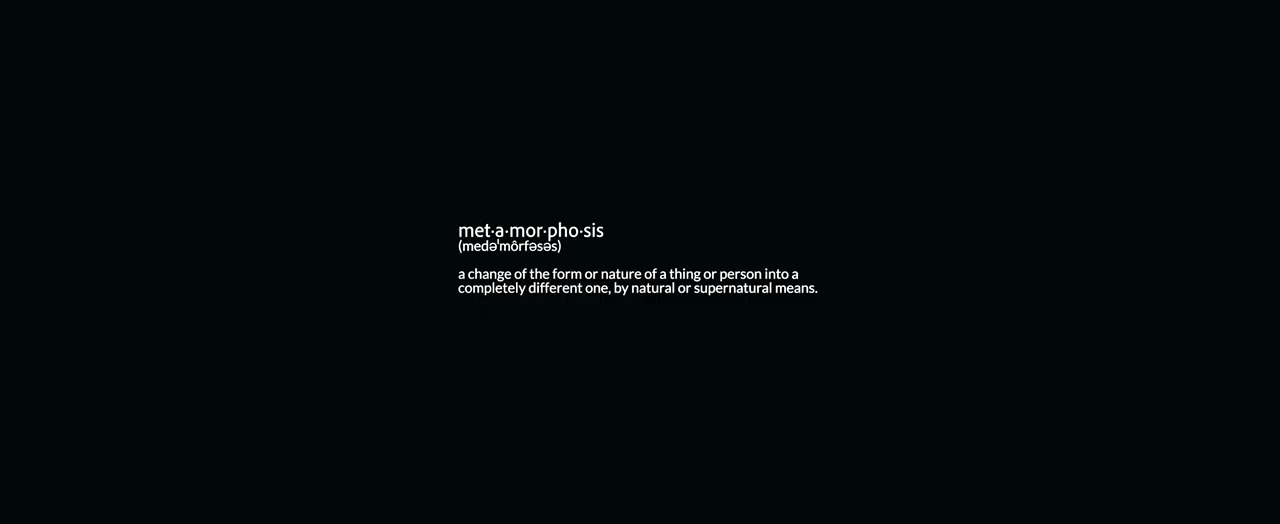 met·a·mor·pho·sis
(medəˈmôrfəsəs)
a change of the form or nature of a thing or person into a
completely different one, by natural or supernatural means.